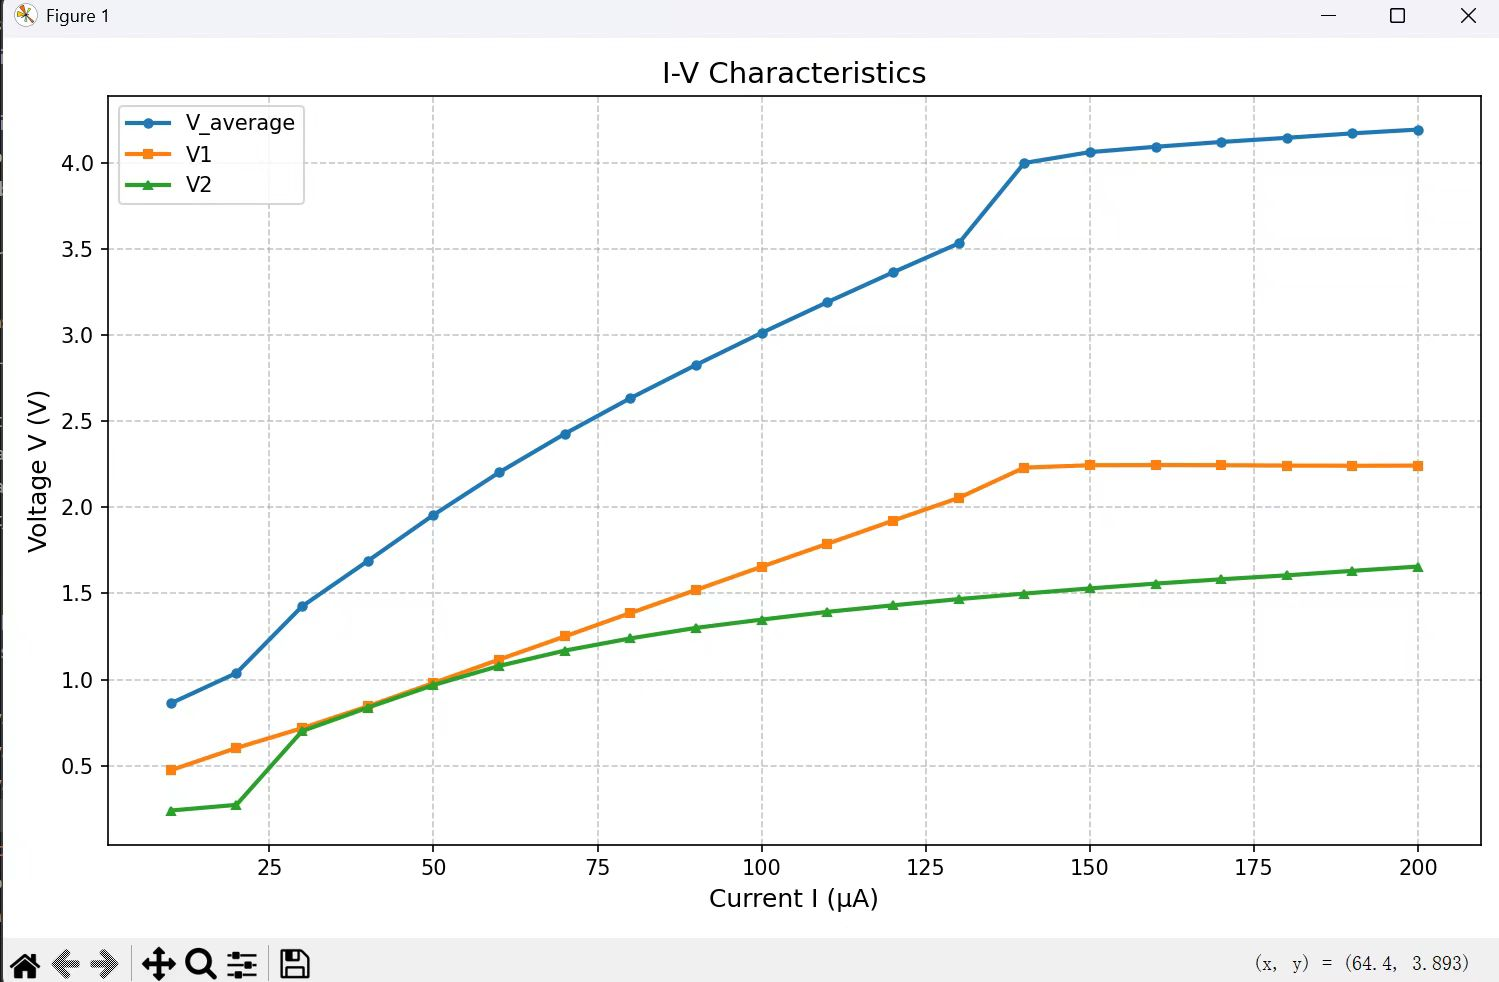 Figure 1
I-V Characteristics
V_average
V1
V2
4.0
3.5
3.0
2.5
2.0
1.5
1.0
0.5
Voltage V (V)
25 50 75 100 125 150 175 200
Current I (μA)
(x, y) = (64.4, 3.893)